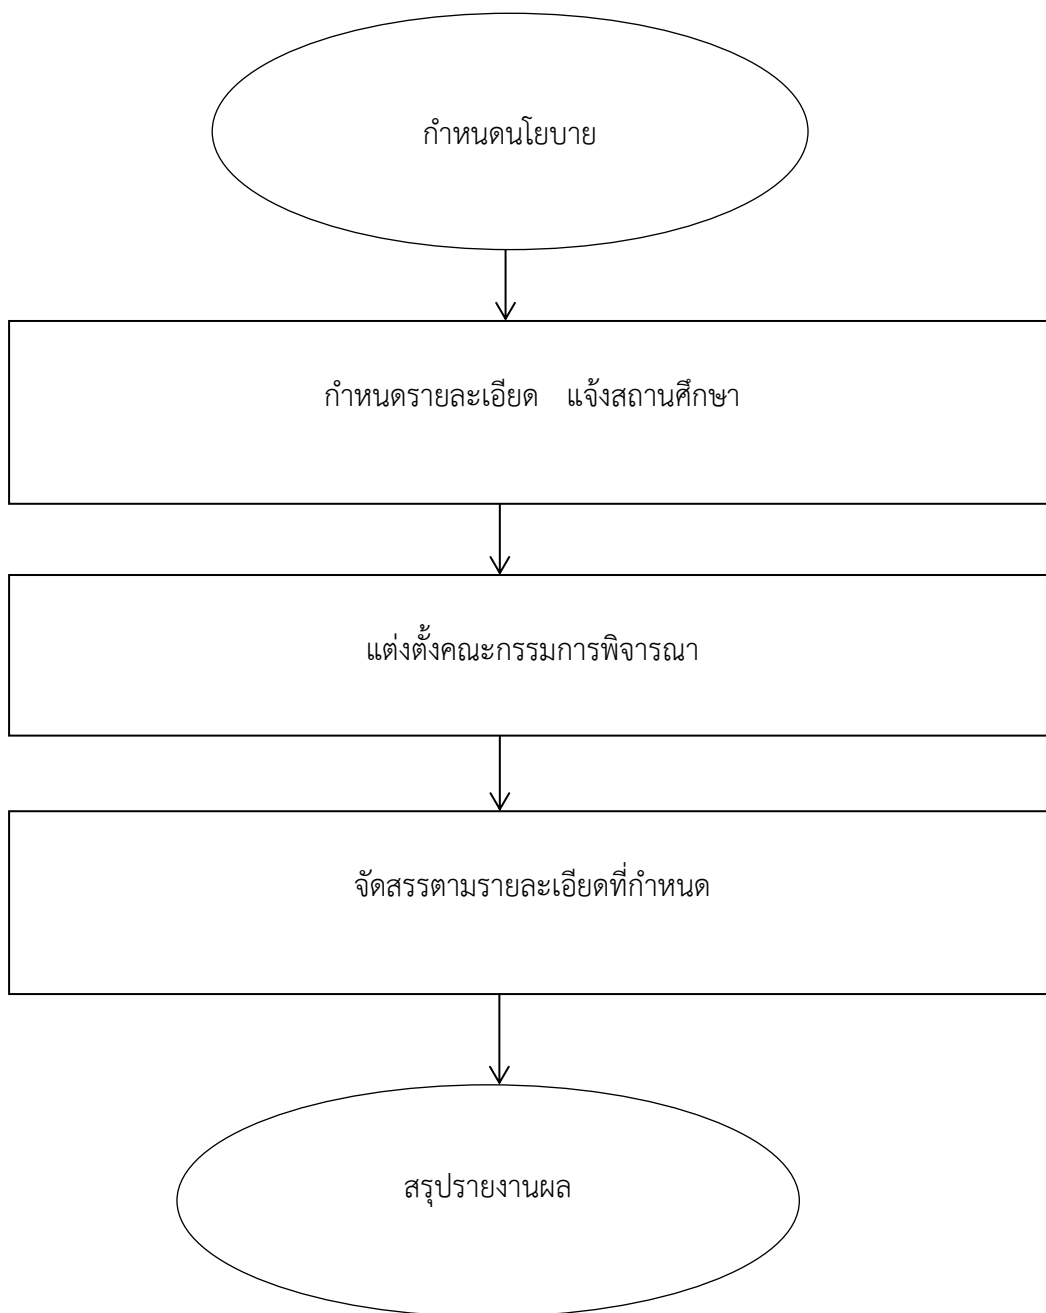 กำหนดนโยบาย
กำหนดรายละเอียด แจ้งสถานศึกษา
แต่งตั้งคณะกรรมการพิจารณา
จัดสรรตามรายละเอียดที่กำหนด
สรุปรายงานผล